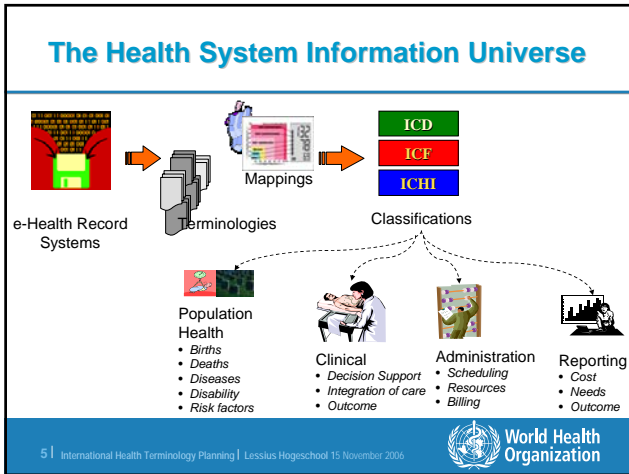 The Health System Information Universe
ICD
ICF
ICHI
Mappings
e-Health Record
Systems
Terminologies
Classifications
Population
Health
• Births
• Deaths
• Diseases
• Disability
• Risk factors
Clinical
• Decision Support
• Integration of care
• Outcome
Administration
• Scheduling
• Resources
• Billing
Reporting
• Cost
• Needs
• Outcome
5 | International Health Terminology Planning | Lessius Hogeschool 15 November 2006
World Health
Organization